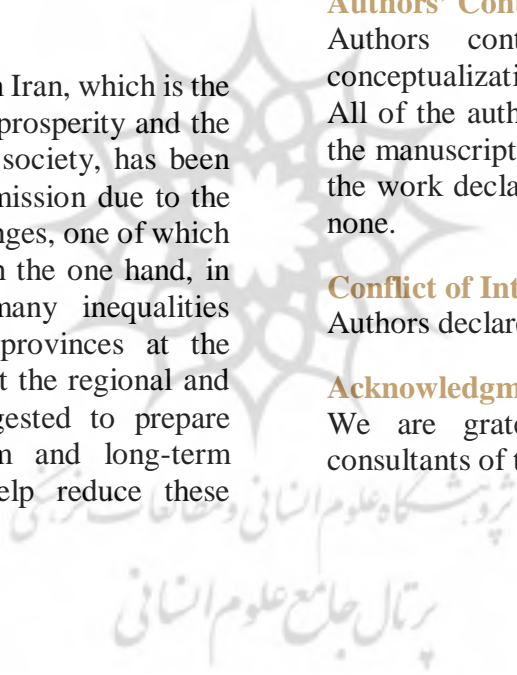 n Iran, which is the
prosperity and the
society, has been
mission due to the
nges, one of which
n the one hand, in
many inequalities
provinces at the
t the regional and
gested to prepare
m and long-term
elp reduce these
Authors' Cont
Authors cont
conceptualizati
All of the auth
the manuscript
the work decla
none.
Conflict of Int
Authors declar
Acknowledgm
We are grat
consultants of t
پژوهشگاه علوم انسانی و مطالعات فرهنگی
پرتال جامع علوم انسانی